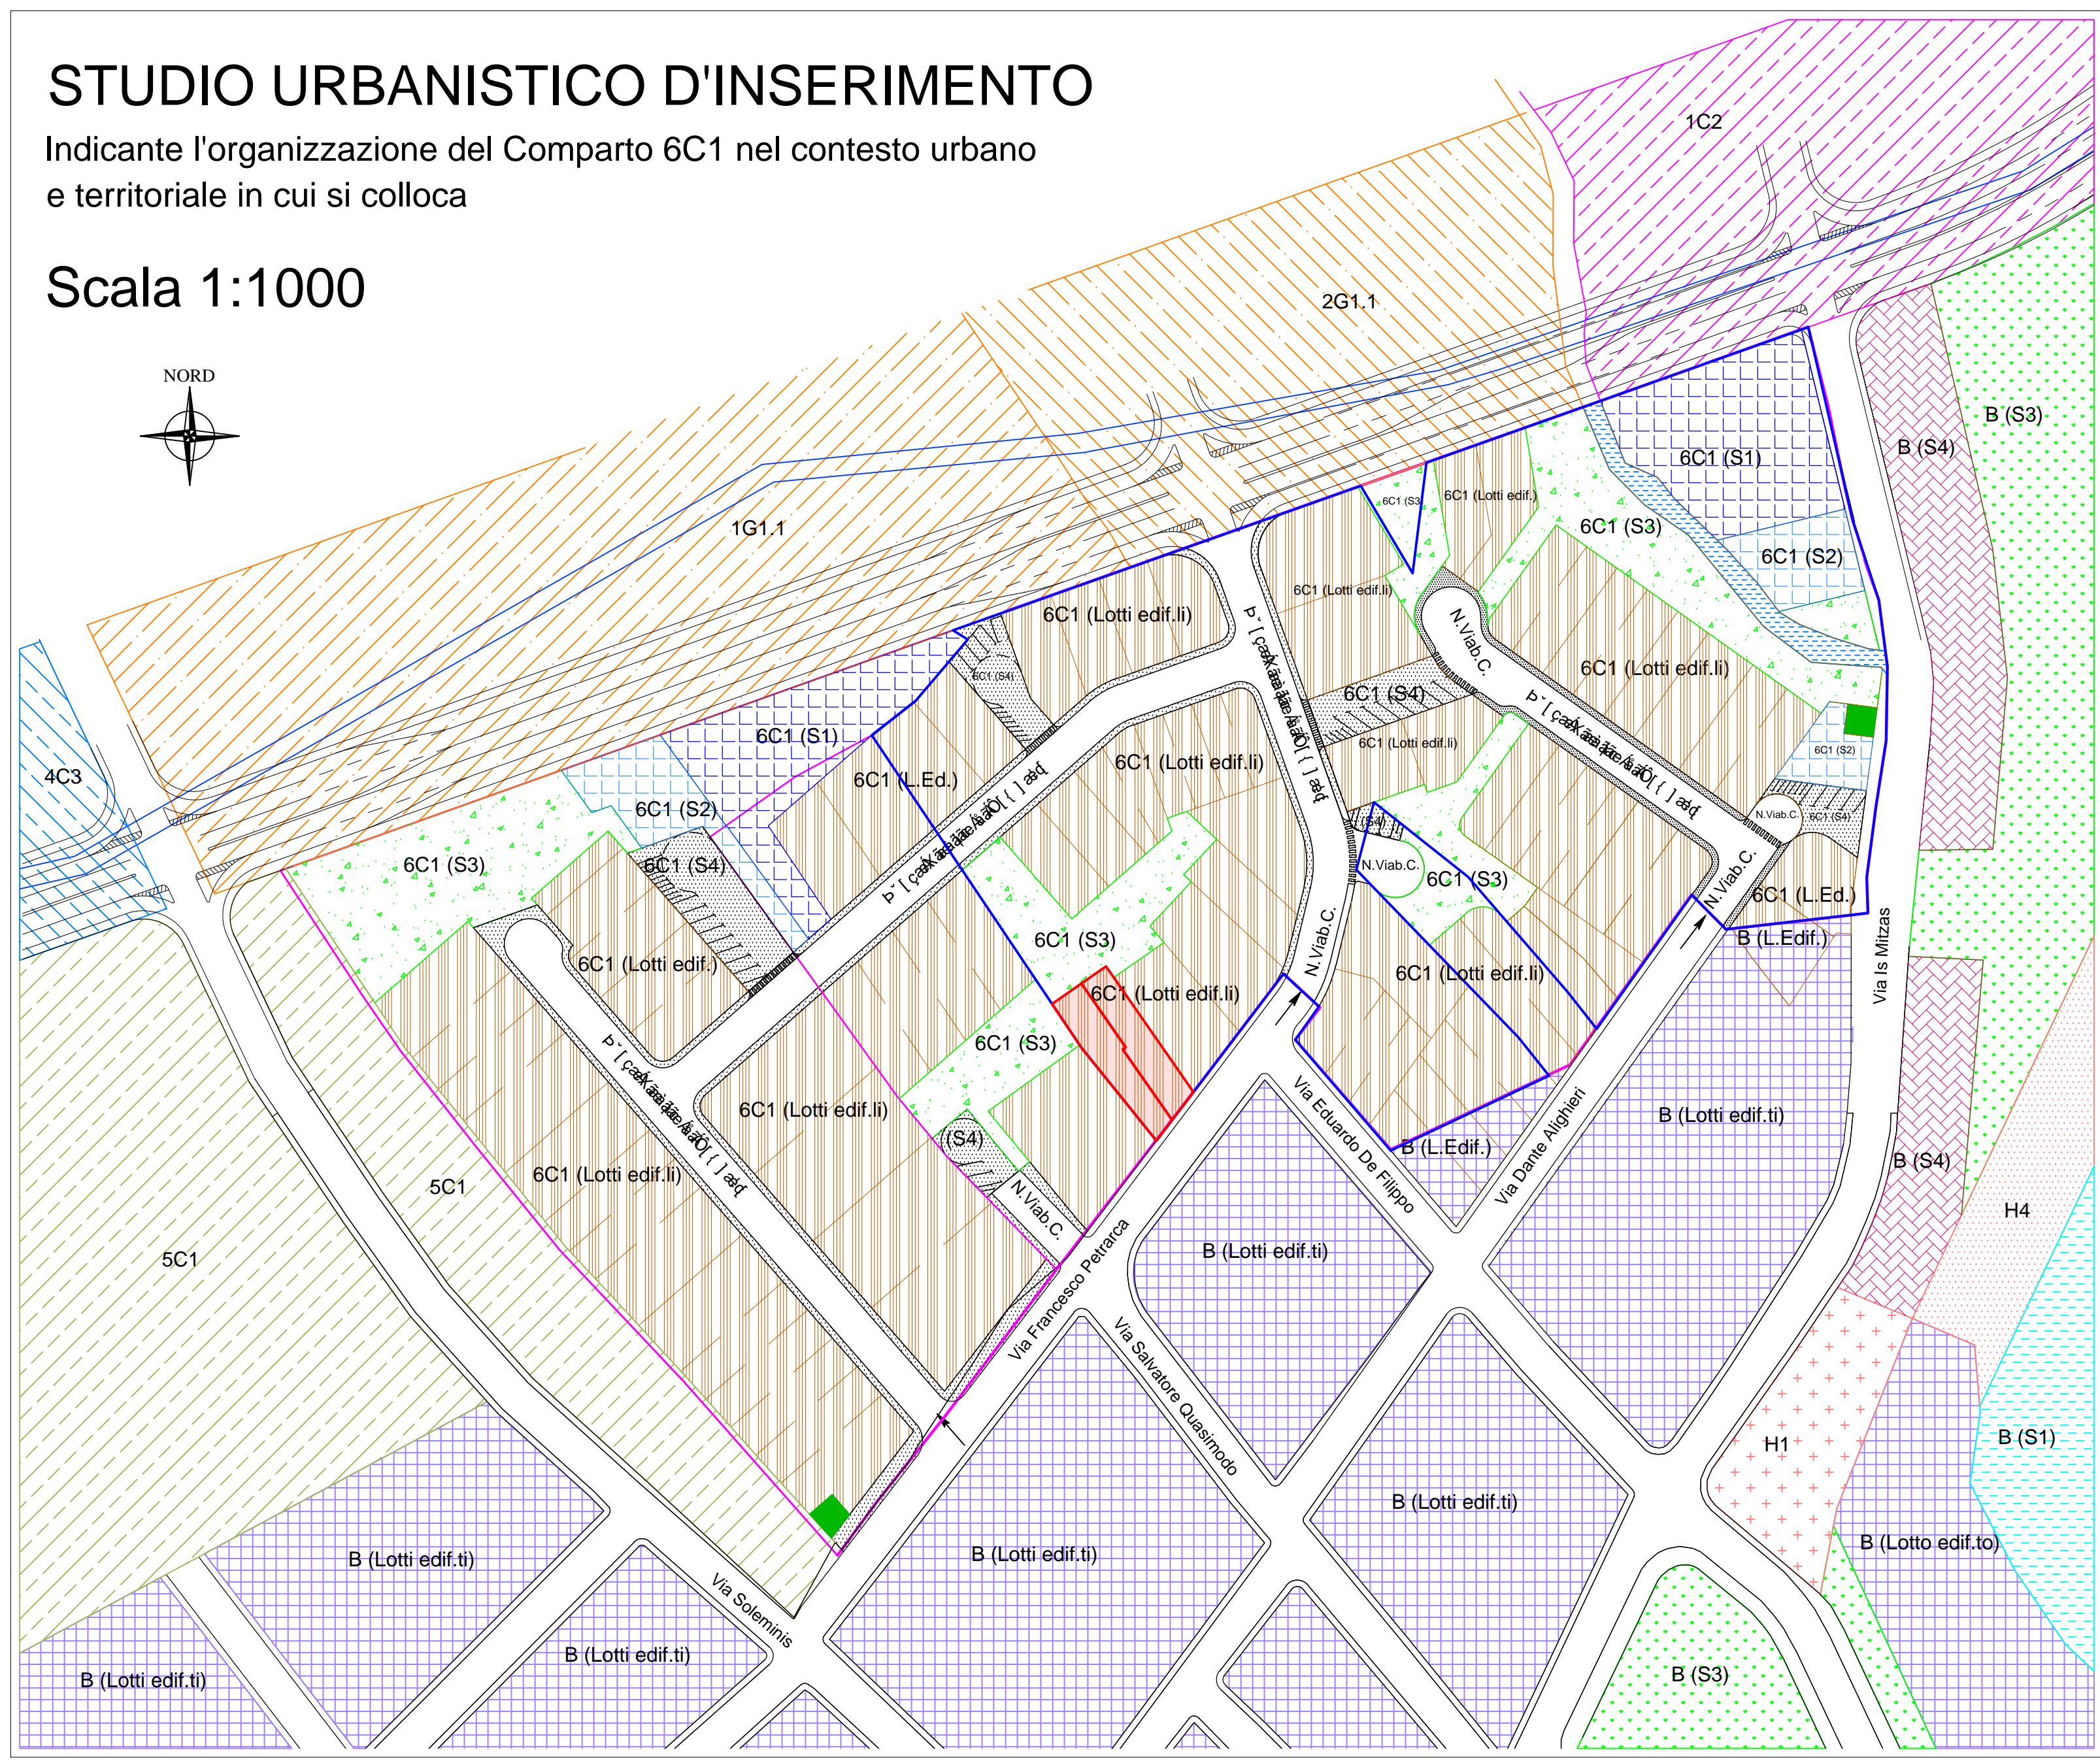 STUDIO URBANISTICO D'INSERIMENTO
Indicante l'organizzazione del Comparto 6C1 nel contesto urbano
e territoriale in cui si colloca
Scala 1:1000
NORD
1C2
2G1.1
1G1.1
4C3
B (S3)
B (S4)
6C1 (S1)
6C1 (S3
6C1 (Lotti edif.)
6C1 (S3)
6C1 (S2)
6C1 (Lotti edif.li)
6C1 (Lotti edif.li)
N.Viab.C.
6C1 (Lotti edif.li)
6C1 (S4)
6C1 (S4)
6C1 (S1)
6C1 (Lotti edif.li)
6C1 (Lotti edif.li)
6C1 (S2)
6C1 (L.Ed.)
6C1 (S2)
6C1 (S4)
(S4)
N.Viab.C.
6C1 (S4)
6C1 (S3)
N.Viab.C.
6C1 (S3)
N.Viab.C.
6C1 (L.Ed.)
6C1 (S3)
N.Viab.C.
B (L.Edif.)
Via Is Mitzas
6C1 (Lotti edif.)
6C1 (Lotti edif.li)
6C1 (Lotti edif.li)
6C1 (S3)
6C1 (Lotti edif.li)
Via Eduardo De Filippo
Via Dante Alighieri
B (Lotti edif.ti)
(S4)
B (L.Edif.)
B (S4)
6C1 (Lotti edif.li)
5C1
N.Viab.C.
H4
5C1
Via Francesco Petrarca
B (Lotti edif.ti)
Via Salvatore Quasimodo
H1
B (S1)
B (Lotti edif.ti)
B (Lotto edif.to)
B (Lotti edif.ti)
B (Lotti edif.ti)
Via Soleminis
B (Lotti edif.ti)
B (Lotti edif.ti)
B (S3)